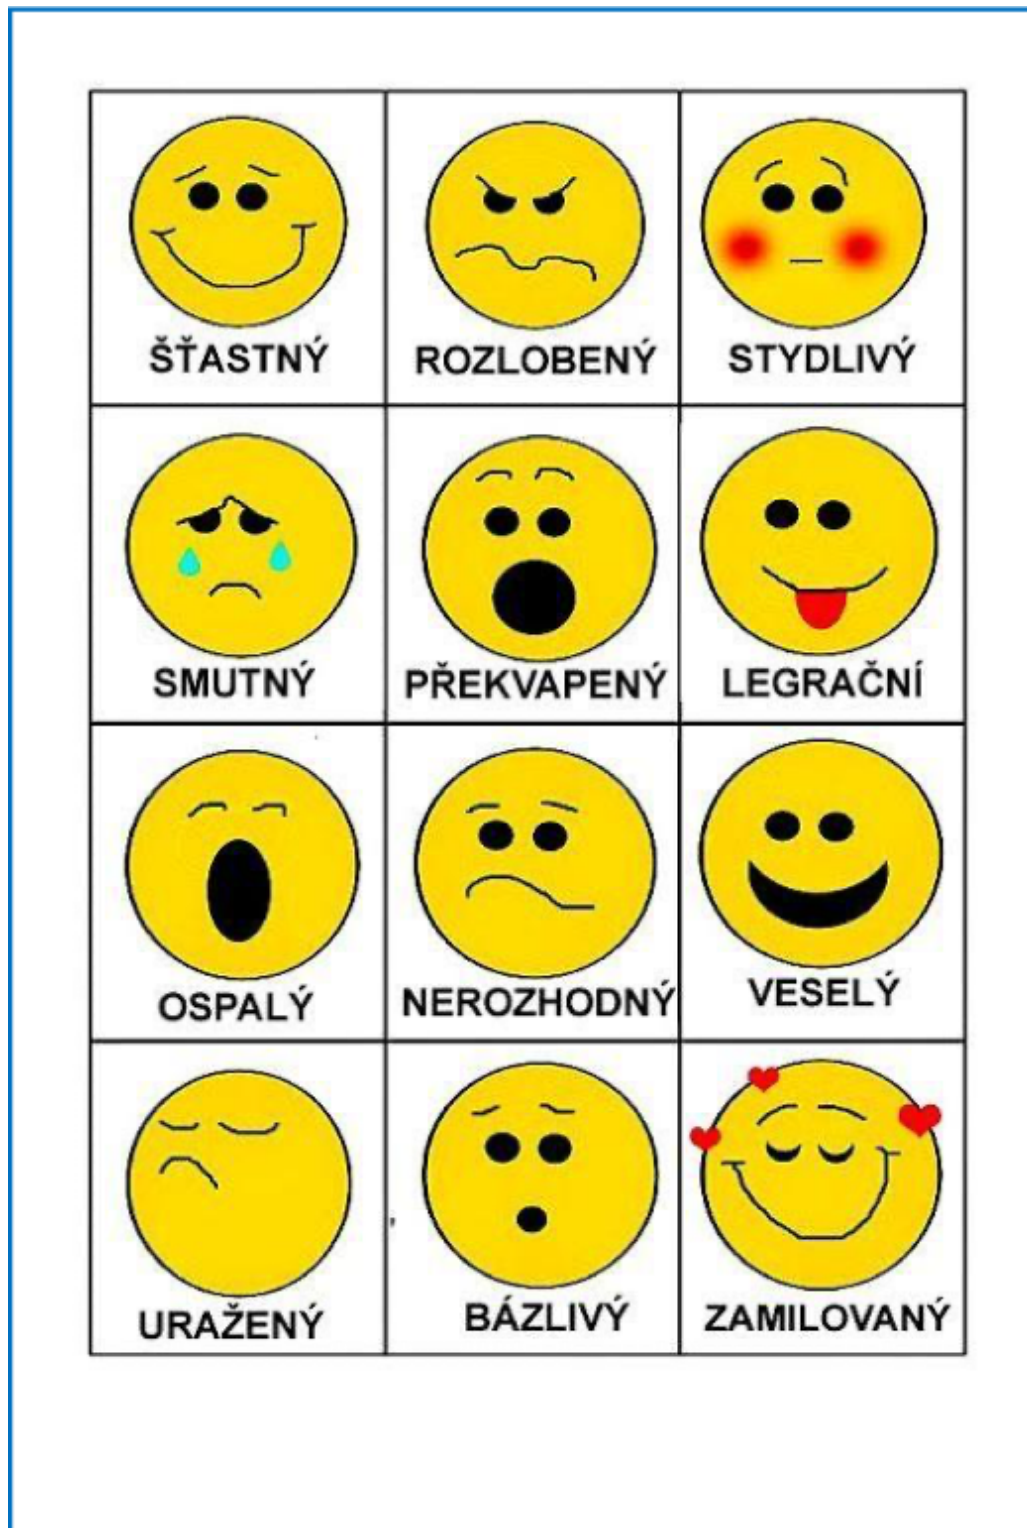 ŠŤASTNÝ
ROZLOBENÝ
STYDLIVÝ
SMUTNÝ
PŘEKVAPENÝ
LEGRAČNÍ
OSPALÝ
NEROZHODNÝ
VESELÝ
URAŽENÝ
BÁZLIVÝ
ZAMILOVANÝ